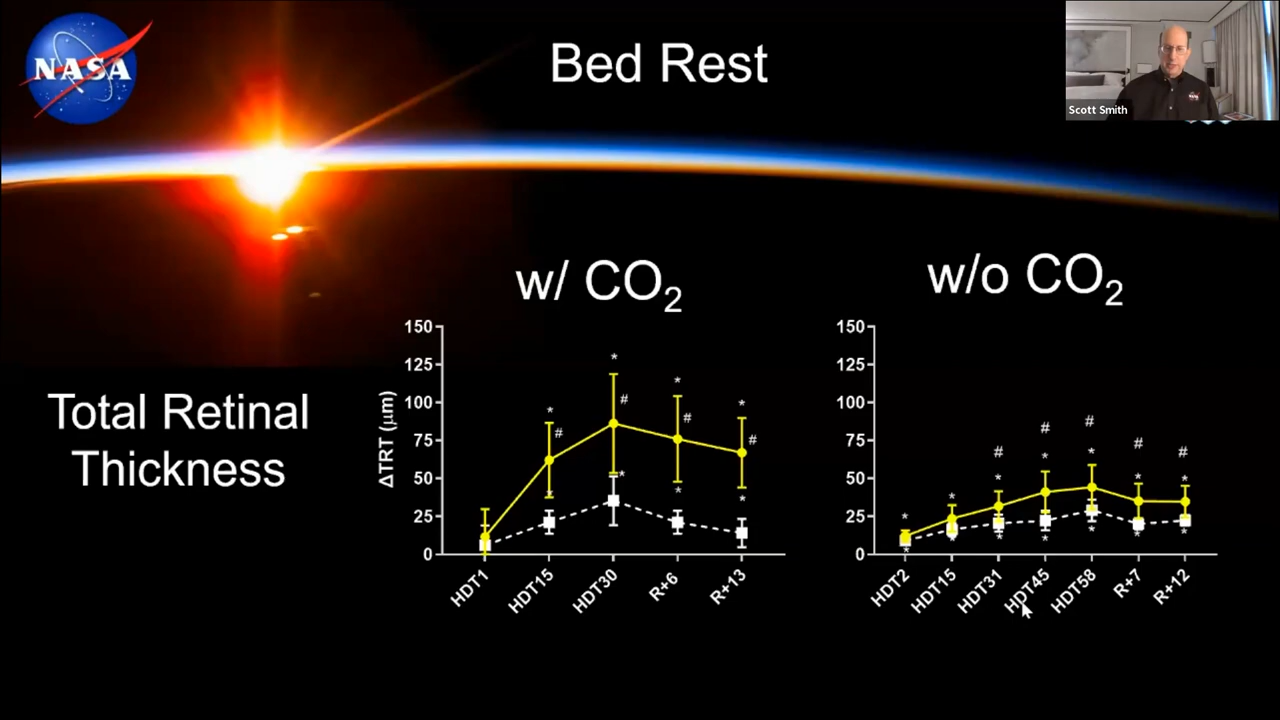 NASA
Bed Rest
Scott Smith
w/ CO₂
w/o CO₂
Total Retinal
Thickness
ΔTRT (μm)
150
125
100
75
50
25
0
* # * # * # * #
* * * *
HDT1 HDT15 HDT30 R+6 R+13
150
125
100
75
50
25
0
# # # # #
* * * * * * *
* * * * * * *
HDT2 HDT15 HDT31 HDT45 HDT58 R+7 R+12
NASA